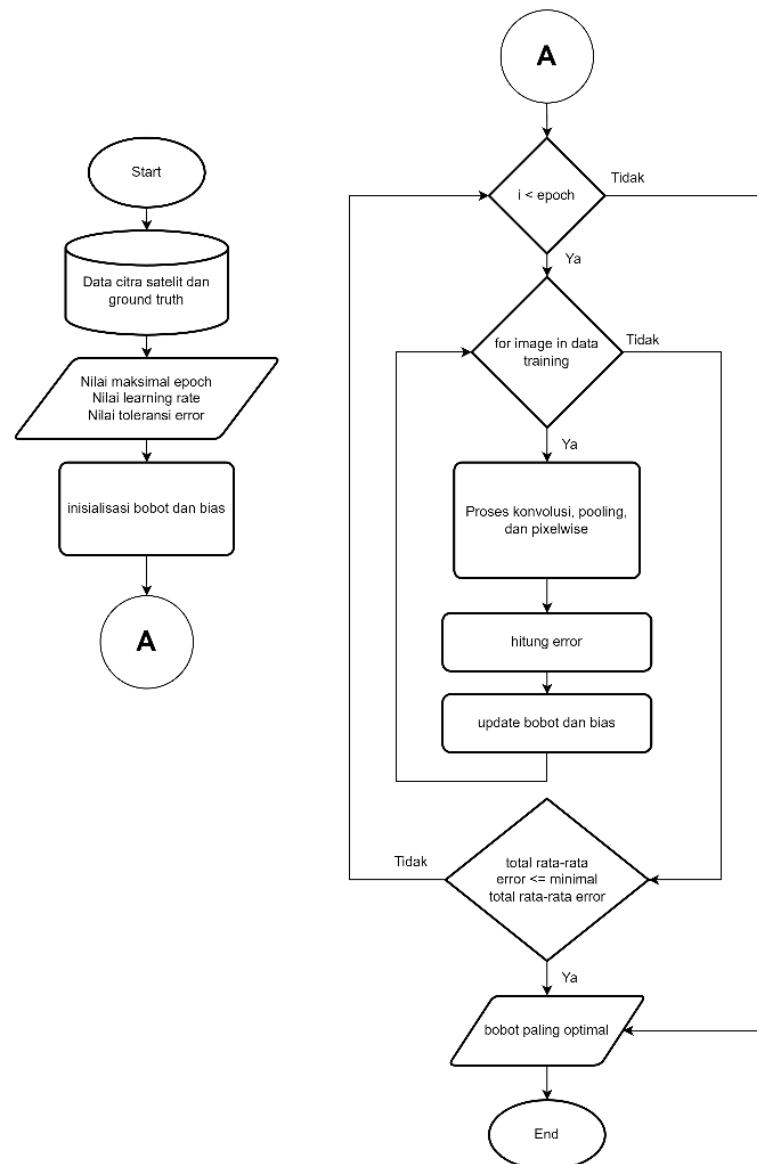 Start
Data citra satelit dan
ground truth
Nilai maksimal epoch
Nilai learning rate
Nilai toleransi error
inisialisasi bobot dan bias
A
A
i < epoch
Tidak
Ya
for image in data
training
Tidak
Ya
Proses konvolusi, pooling,
dan pixelwise
hitung error
update bobot dan bias
Tidak
total rata-rata
error <= minimal
total rata-rata error
Ya
bobot paling optimal
End